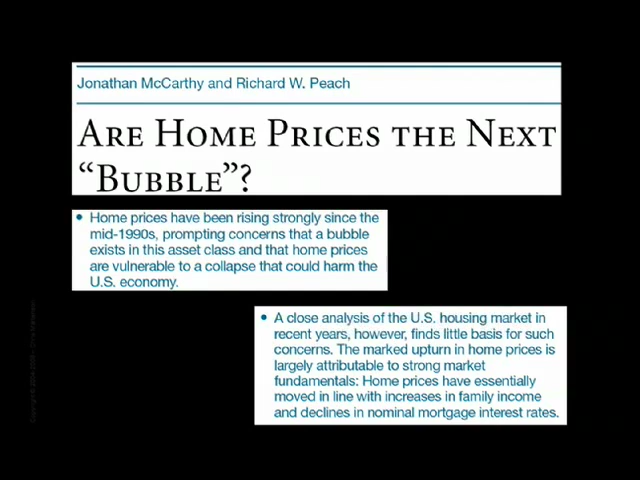 Jonathan McCarthy and Richard W. Peach
ARE HOME PRICES THE NEXT
“BUBBLE”?
• Home prices have been rising strongly since the
mid-1990s, prompting concerns that a bubble
exists in this asset class and that home prices
are vulnerable to a collapse that could harm the
U.S. economy.
• A close analysis of the U.S. housing market in
recent years, however, finds little basis for such
concerns. The marked upturn in home prices is
largely attributable to strong market
fundamentals: Home prices have essentially
moved in line with increases in family income
and declines in nominal mortgage interest rates.